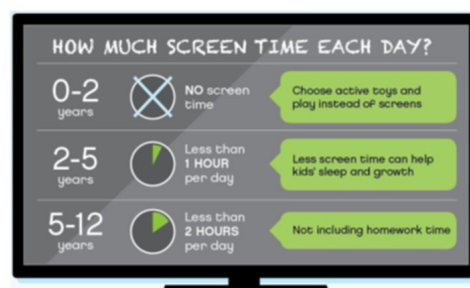 HOW MUCH SCREEN TIME EACH DAY?
0-2
years
NO screen
time
Choose active toys and
play instead of screens
2-5
years
Less than
1 HOUR
per day
Less screen time can help
kids' sleep and growth
5-12
years
Less than
2 HOURS
per day
Not including homework time